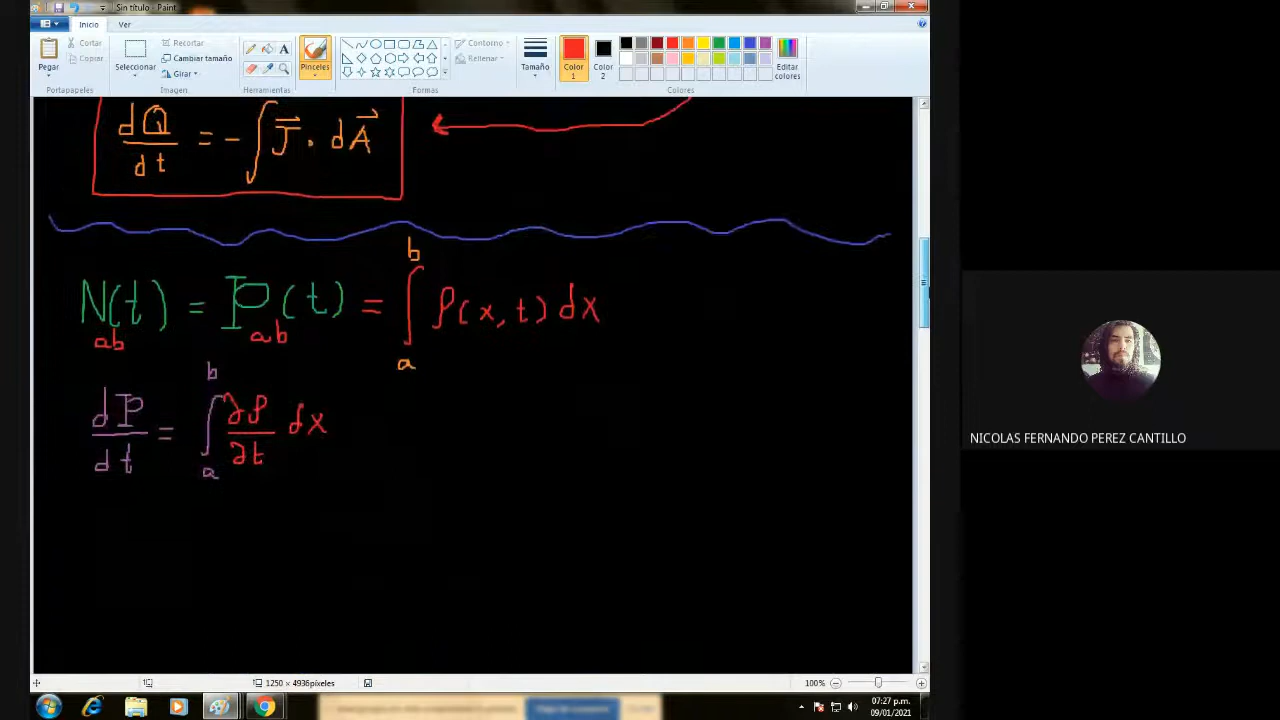 Sin título - Paint
Inicio Ver
Pegar
Cortar
Copiar
Portapapeles
Seleccionar
Recortar
Cambiar tamaño
Girar
Imagen
A
Herramientas
Pinceles
Contorno
Rellenar
Formas
Tamaño
Color 1
Color 2
Editar colores
Colores
dQ/dt = - ∫ J⃗ · dA⃗
N_ab(t) = P_ab(t) = ∫_a^b ρ(x, t) dx
dP/dt = ∫_a^b ∂ρ/∂t dx
NICOLAS FERNANDO PEREZ CANTILLO
1250 × 4936píxeles
100%
07:27 p.m.
09/01/2021